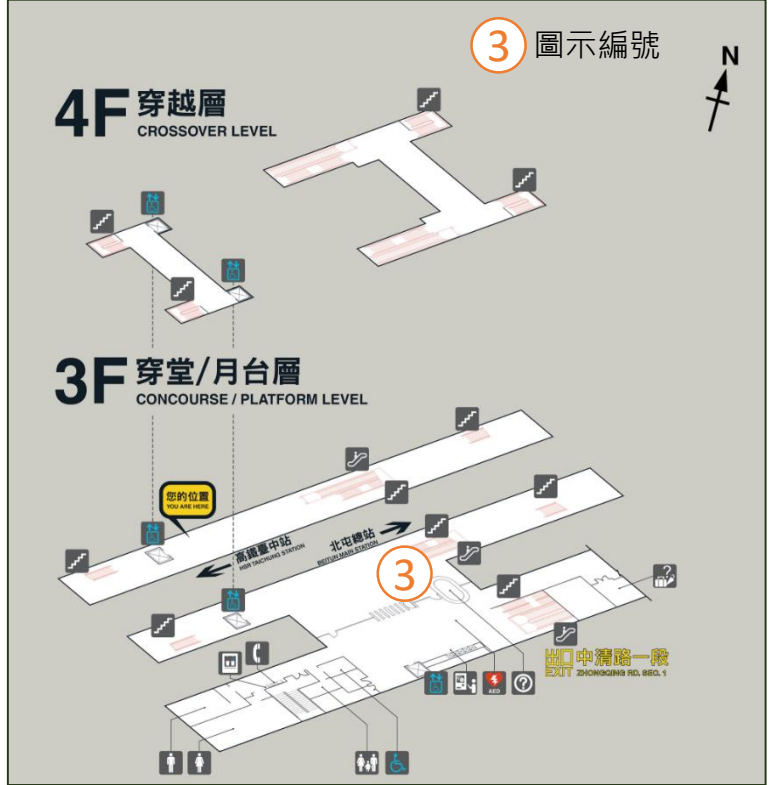 3 圖示編號
N
4F 穿越層
CROSSOVER LEVEL
3F 穿堂/月台層
CONCOURSE / PLATFORM LEVEL
您的位置
YOU ARE HERE
高鐵臺中站
HSR TAICHUNG STATION
北屯總站
BEITUN MAIN STATION
3
出口 中清路一段
EXIT ZHONGQING RD. SEC. 1
AED
?